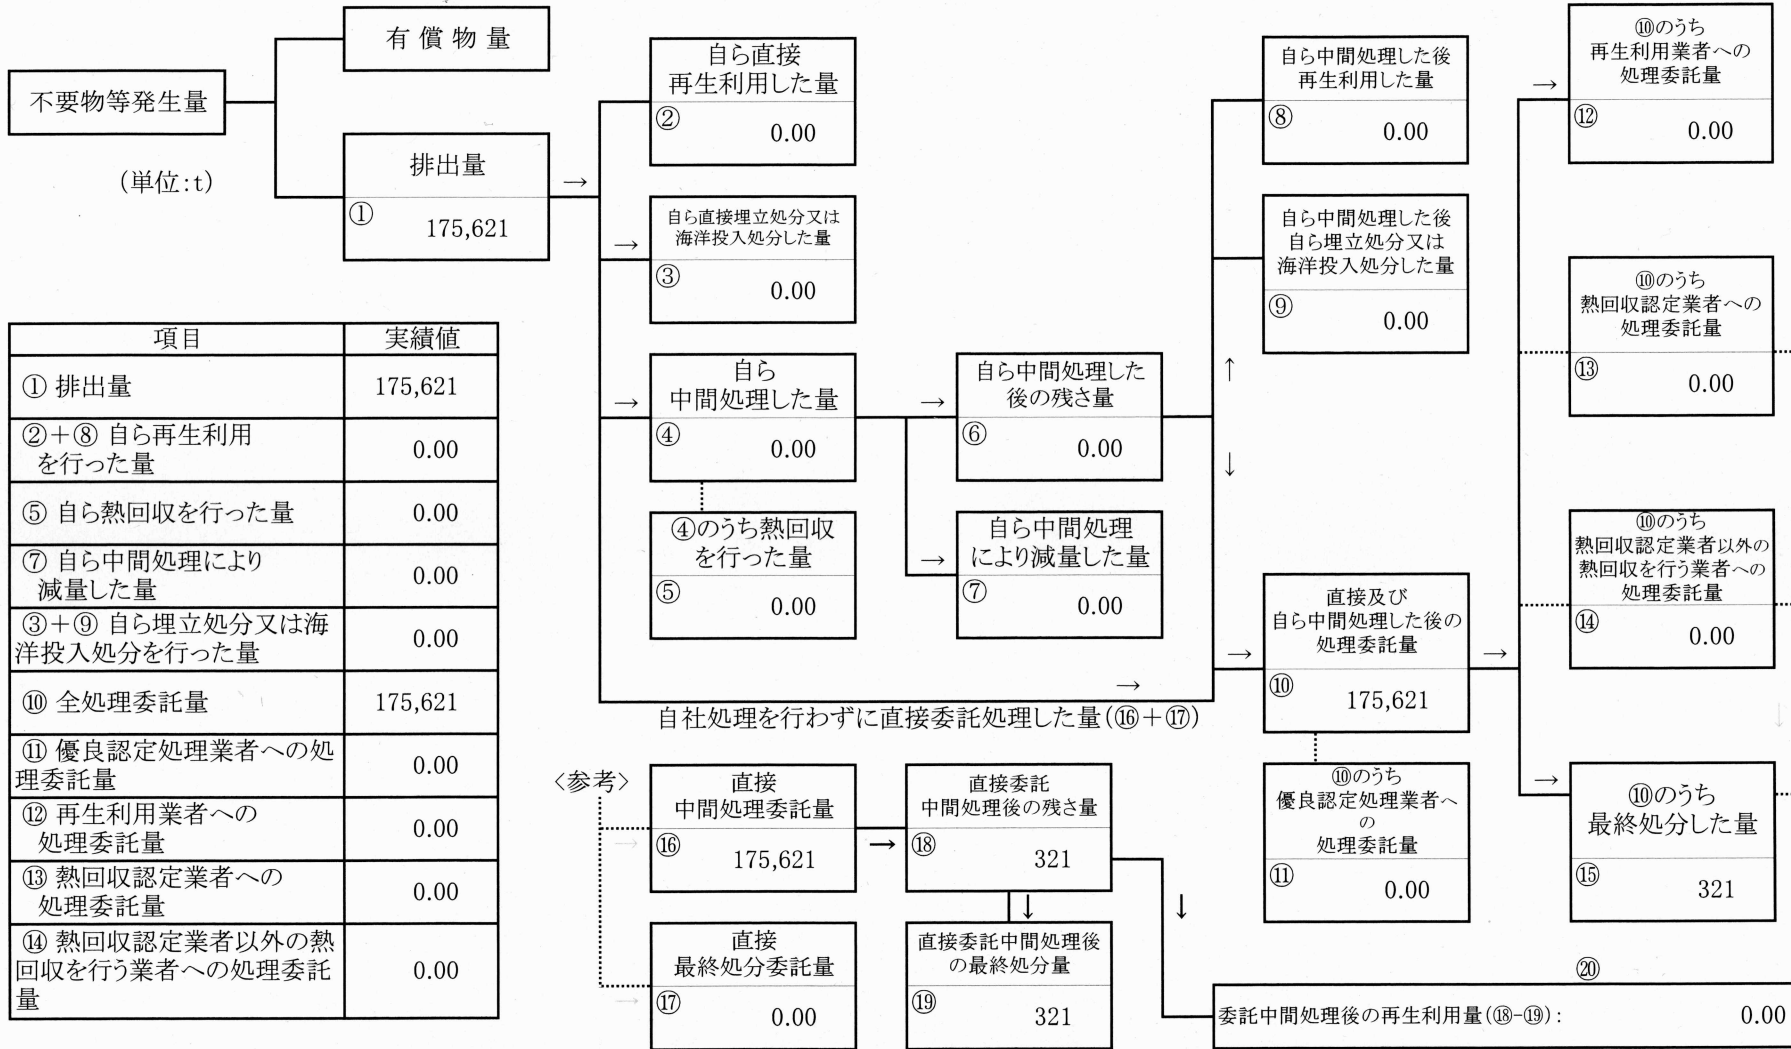 不要物等発生量
(単位:t)
有償物量
排出量
①
175,621
→
自ら直接
再生利用した量
②
0.00
→
自ら直接埋立処分又は
海洋投入処分した量
③
0.00
→
自ら
中間処理した量
④
0.00
④のうち熱回収
を行った量
⑤
0.00
→
自ら中間処理した
後の残さ量
⑥
0.00
→
自ら中間処理
により減量した量
⑦
0.00
↑
↓
自ら中間処理した後
再生利用した量
⑧
0.00
自ら中間処理した後
自ら埋立処分又は
海洋投入処分した量
⑨
0.00
→
自社処理を行わずに直接委託処理した量(⑯+⑰)
→
直接及び
自ら中間処理した後の
処理委託量
⑩
175,621
→
⑩のうち
優良認定処理業者へ
の
処理委託量
⑪
0.00
→
⑩のうち
再生利用業者への
処理委託量
⑫
0.00
⑩のうち
熱回収認定業者への
処理委託量
⑬
0.00
⑩のうち
熱回収認定業者以外の
熱回収を行う業者への
処理委託量
⑭
0.00
→
⑩のうち
最終処分した量
⑮
321
↓
項目 実績値
① 排出量 175,621
②+⑧ 自ら再生利用
を行った量 0.00
⑤ 自ら熱回収を行った量 0.00
⑦ 自ら中間処理により
減量した量 0.00
③+⑨ 自ら埋立処分又は海
洋投入処分を行った量 0.00
⑩ 全処理委託量 175,621
⑪ 優良認定処理業者への処
理委託量 0.00
⑫ 再生利用業者への
処理委託量 0.00
⑬ 熱回収認定業者への
処理委託量 0.00
⑭ 熱回収認定業者以外の熱
回収を行う業者への処理委託
量 0.00
〈参考〉
→
直接
中間処理委託量
⑯
175,621
→
直接委託
中間処理後の残さ量
⑱
321
→
直接
最終処分委託量
⑰
0.00
↓
直接委託中間処理後
の最終処分量
⑲
321
↓
⑳
委託中間処理後の再生利用量(⑱-⑲): 0.00